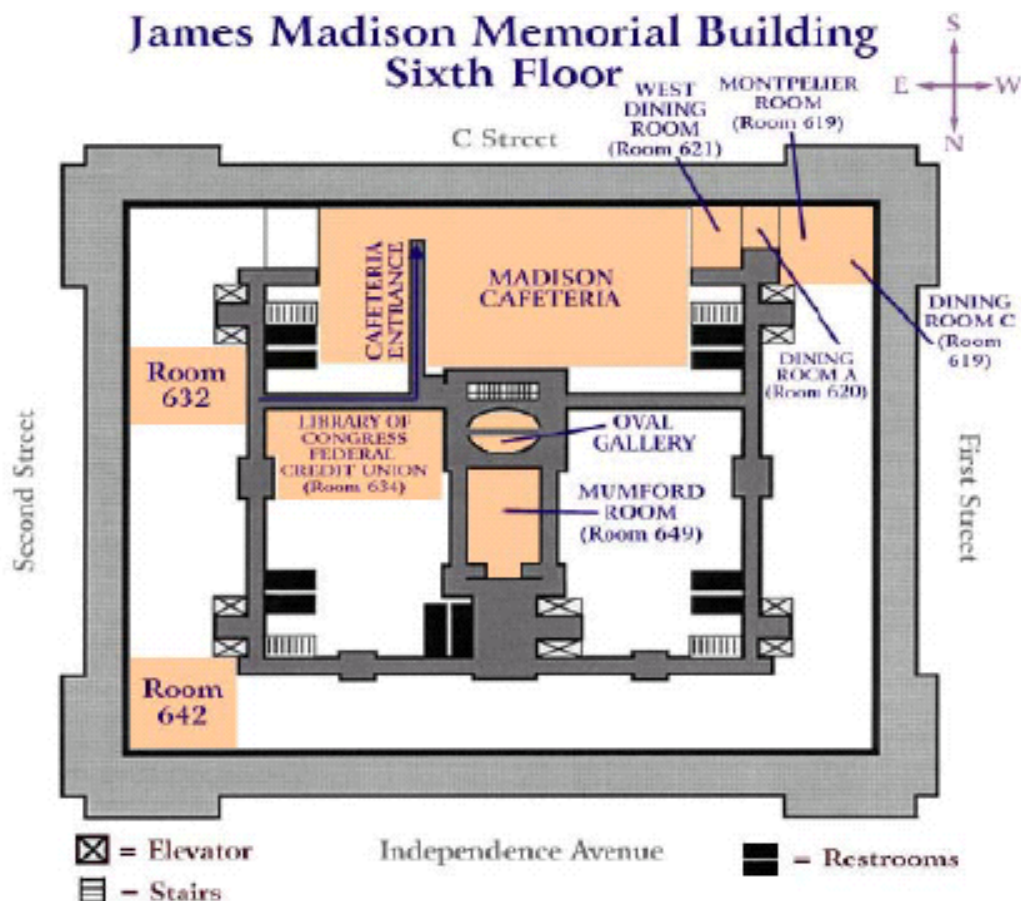 James Madison Memorial Building
Sixth Floor
S
E
W
N
WEST
DINING
ROOM
(Room 621)
MONTPELIER
ROOM
(Room 619)
C Street
CAFETERIA
ENTRANCE
MADISON
CAFETERIA
DINING
ROOM C
(Room
619)
DINING
ROOM A
(Room 620)
Room
632
LIBRARY OF
CONGRESS
FEDERAL
CREDIT UNION
(Room 634)
OVAL
GALLERY
MUMFORD
ROOM
(Room 649)
Second Street
First Street
Room
642
= Elevator
= Stairs
Independence Avenue
= Restrooms